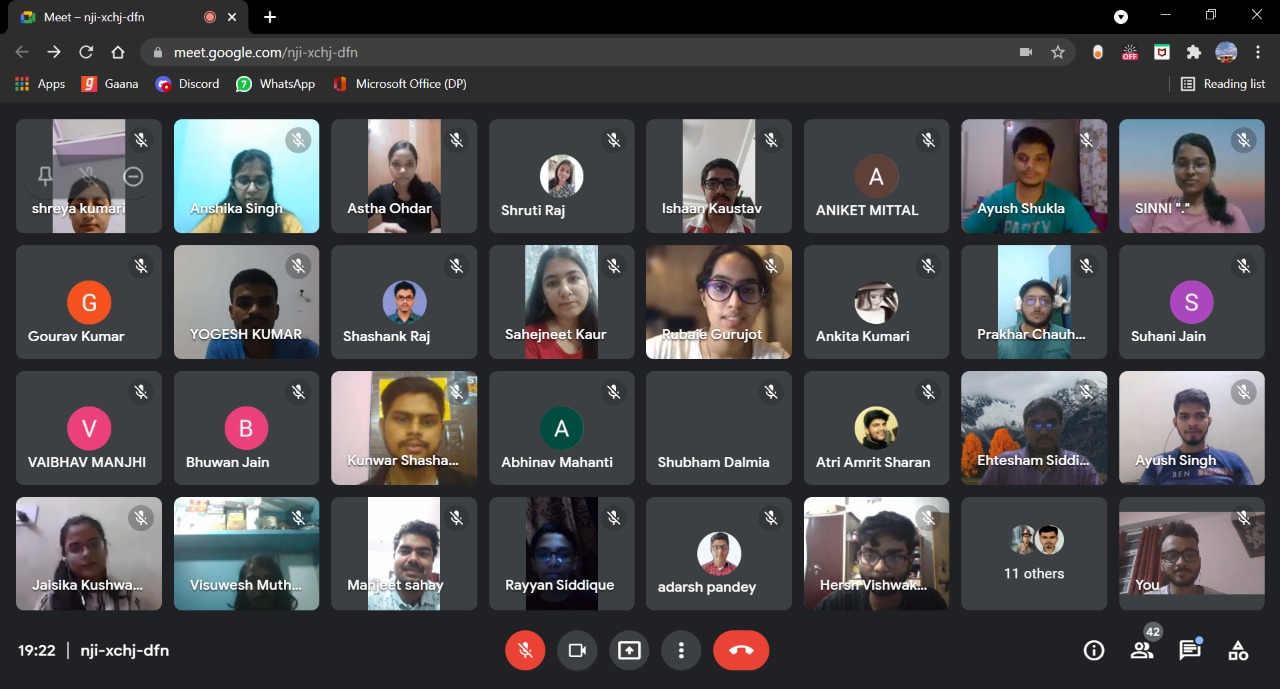 Meet – nji-xchj-dfn
meet.google.com/nji-xchj-dfn
OFF
Apps
g Gaana
Discord
7 WhatsApp
Microsoft Office (DP)
Reading list
shreya kumari
Anshika Singh
Astha Ohdar
Shruti Raj
Ishaan Kaustav
A
ANIKET MITTAL
Ayush Shukla
SINNI "."
G
Gourav Kumar
YOGESH KUMAR
Shashank Raj
Sahejneet Kaur
Rubaie Gurujot
Ankita Kumari
Prakhar Chauh...
S
Suhani Jain
V
VAIBHAV MANJHI
B
Bhuwan Jain
Kunwar Shasha...
A
Abhinav Mahanti
Shubham Dalmia
Atri Amrit Sharan
Ehtesham Siddi...
Ayush Singh
BEN
Jaisika Kushwa...
Visuwesh Muth...
Manjeet sahay
Rayyan Siddique
adarsh pandey
Hersh Vishwak...
11 others
You
19:22 | nji-xchj-dfn
42